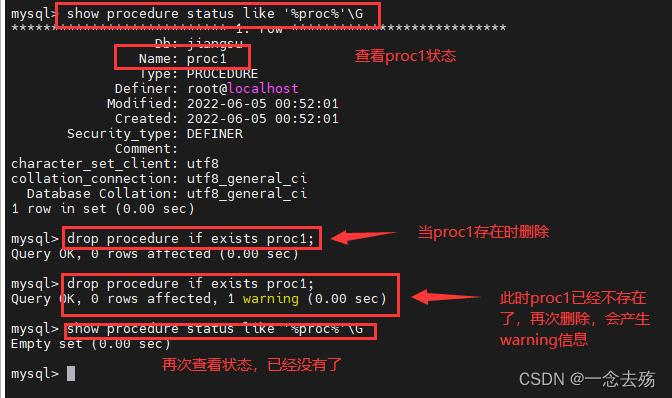 mysql> show procedure status like '%proc%'\G
*************************** 1. row ***************************
Db: jiangsu
Name: proc1
查看proc1状态
Type: PROCEDURE
Definer: root@localhost
Modified: 2022-06-05 00:52:01
Created: 2022-06-05 00:52:01
Security_type: DEFINER
Comment:
character_set_client: utf8
collation_connection: utf8_general_ci
Database Collation: utf8_general_ci
1 row in set (0.00 sec)
mysql> drop procedure if exists proc1;
当proc1存在时删除
Query OK, 0 rows affected (0.00 sec)
mysql> drop procedure if exists proc1;
Query OK, 0 rows affected, 1 warning (0.00 sec)
此时proc1已经不存在
了，再次删除，会产生
warning信息
mysql> show procedure status like '%proc%'\G
Empty set (0.00 sec)
再次查看状态，已经没有了
mysql>
CSDN @一念去殇